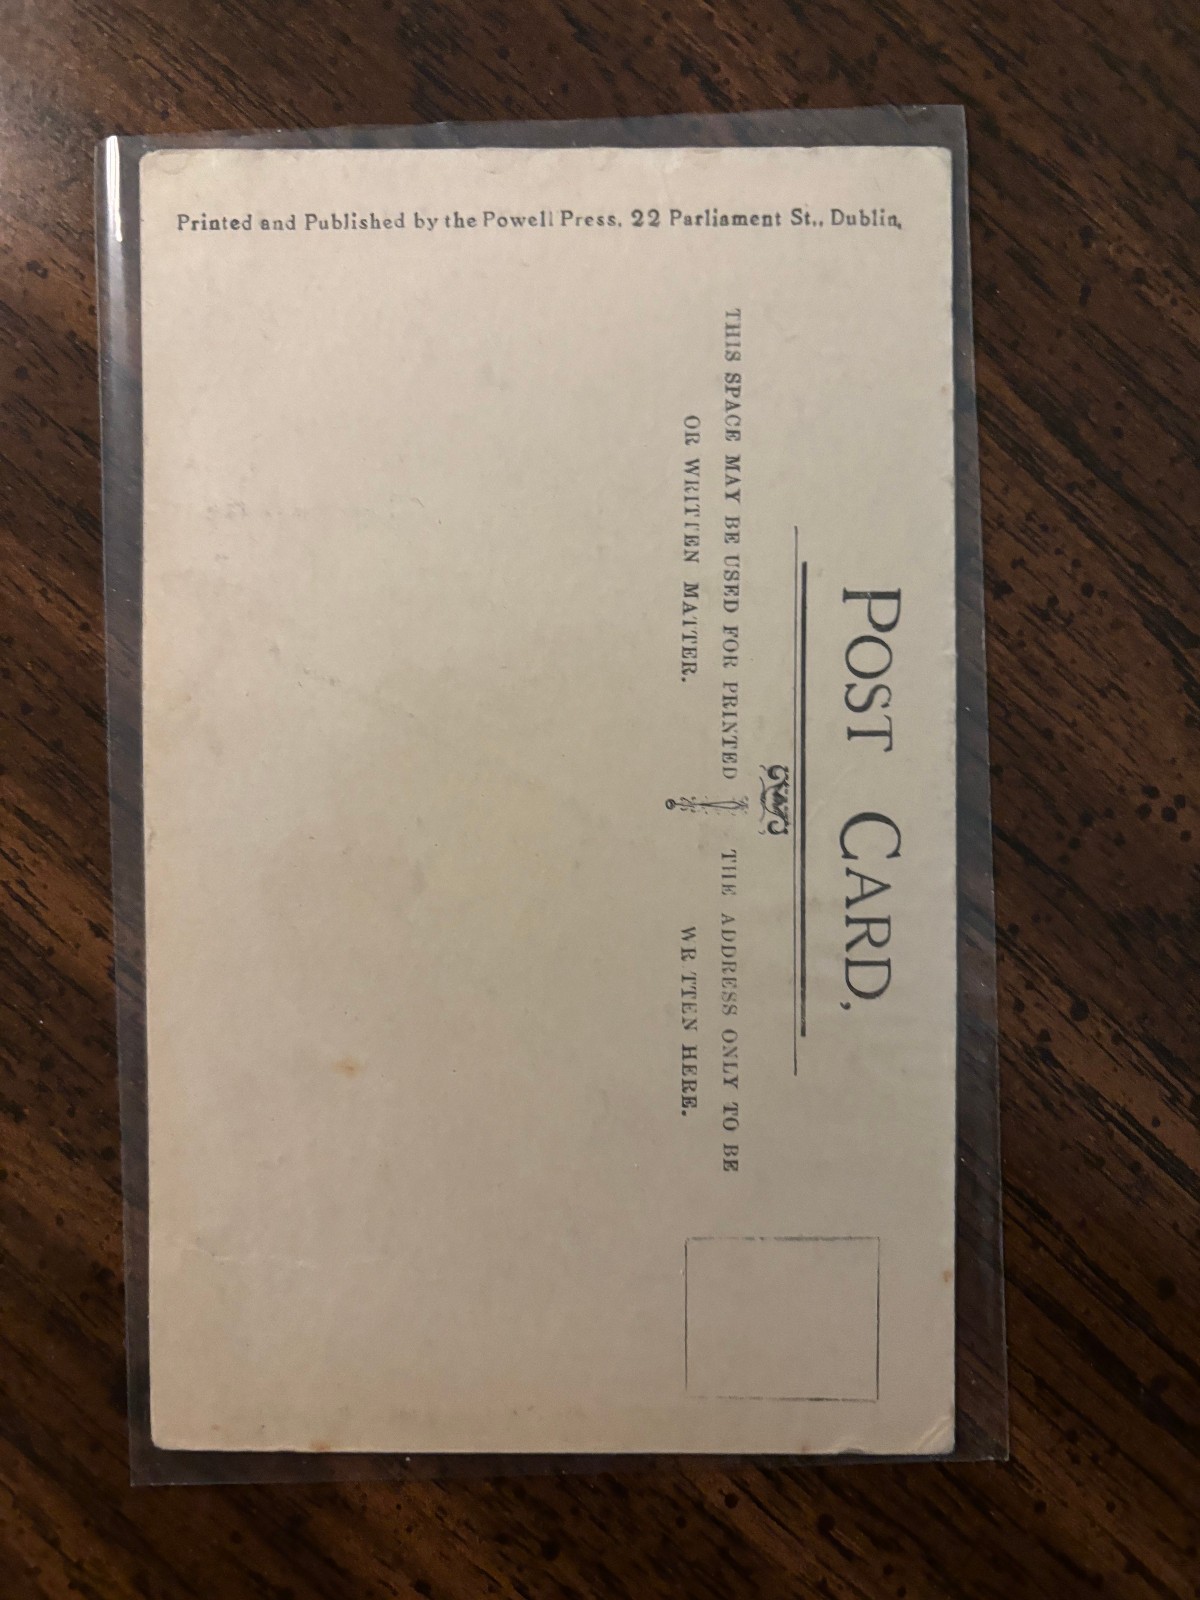 Printed and Published by the Powell Press, 22 Parliament St., Dublin,
POST CARD,
THIS SPACE MAY BE USED FOR PRINTED
OR WRITTEN MATTER.
THE ADDRESS ONLY TO BE
WR TTEN HERE.